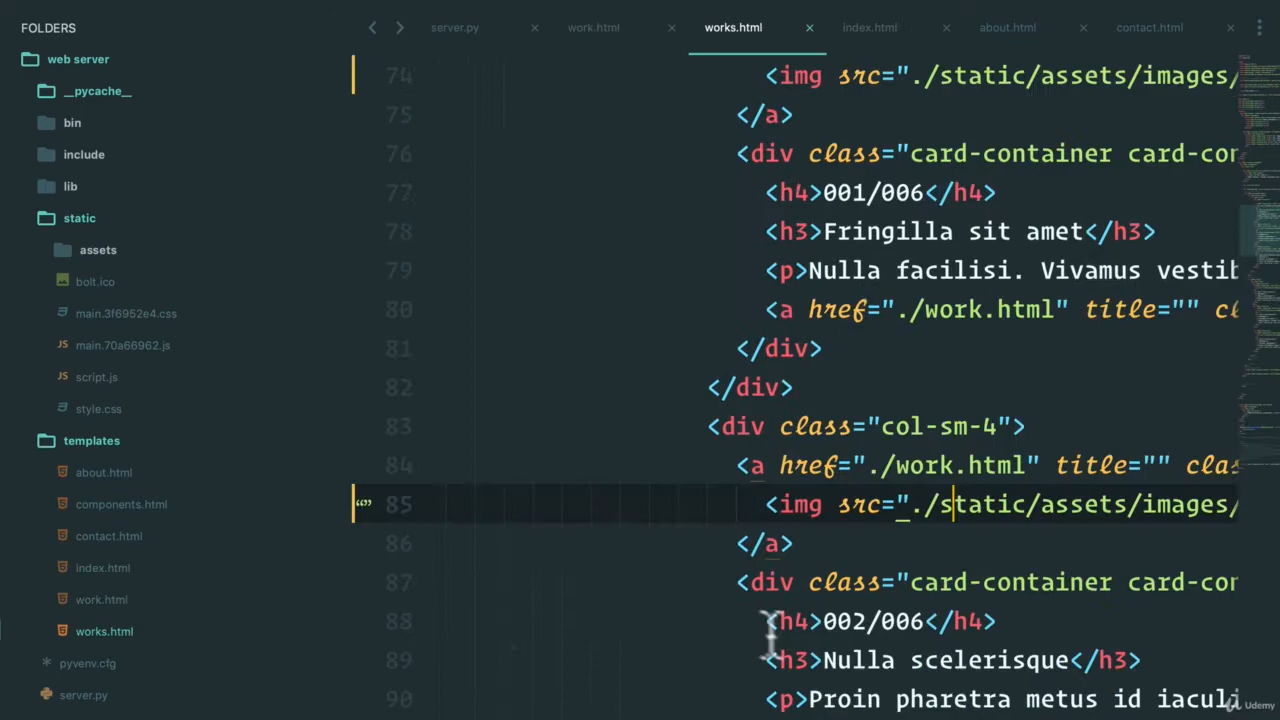 FOLDERS
web server
__pycache__
bin
include
lib
static
assets
bolt.ico
main.3f6952e4.css
main.70a66962.js
script.js
style.css
templates
about.html
components.html
contact.html
index.html
work.html
works.html
pyvenv.cfg
server.py
server.py × work.html × works.html × index.html × about.html × contact.html ×
74 <img src="./static/assets/images/
75 </a>
76 <div class="card-container card-con
77 <h4>001/006</h4>
78 <h3>Fringilla sit amet</h3>
79 <p>Nulla facilisi. Vivamus vestib
80 <a href="./work.html" title="" cl
81 </div>
82 </div>
83 <div class="col-sm-4">
84 <a href="./work.html" title="" clas
85 <img src="./static/assets/images/
86 </a>
87 <div class="card-container card-con
88 <h4>002/006</h4>
89 <h3>Nulla scelerisque</h3>
90 <p>Proin pharetra metus id iaculi
Udemy